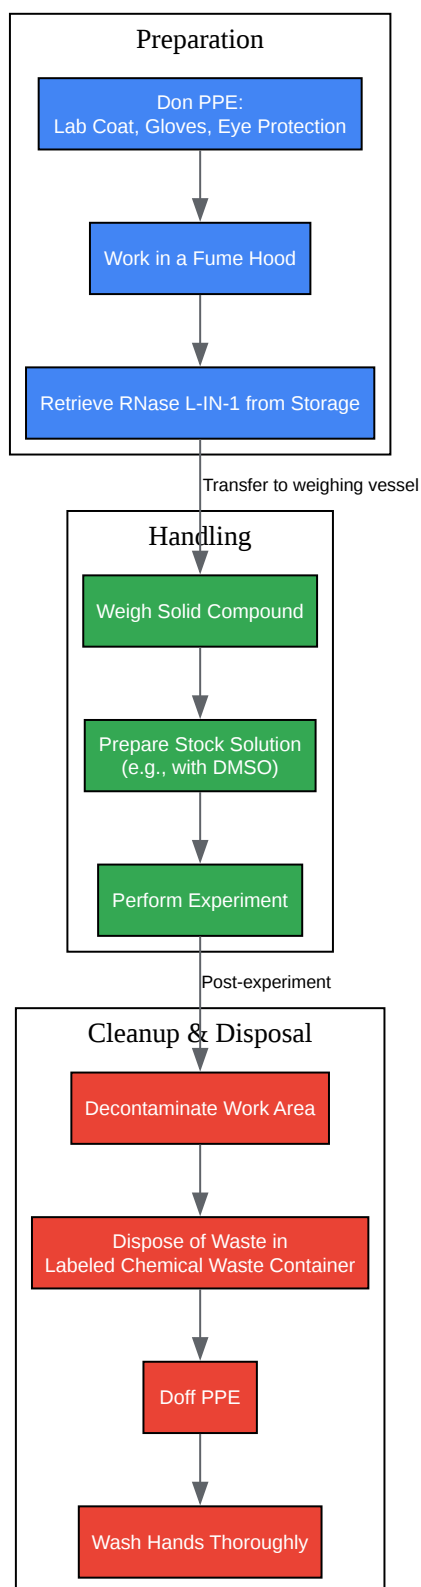 Preparation
Don PPE:
Lab Coat, Gloves, Eye Protection
Work in a Fume Hood
Retrieve RNase L-IN-1 from Storage
Transfer to weighing vessel
Handling
Weigh Solid Compound
Prepare Stock Solution
(e.g., with DMSO)
Perform Experiment
Post-experiment
Cleanup & Disposal
Decontaminate Work Area
Dispose of Waste in
Labeled Chemical Waste Container
Doff PPE
Wash Hands Thoroughly